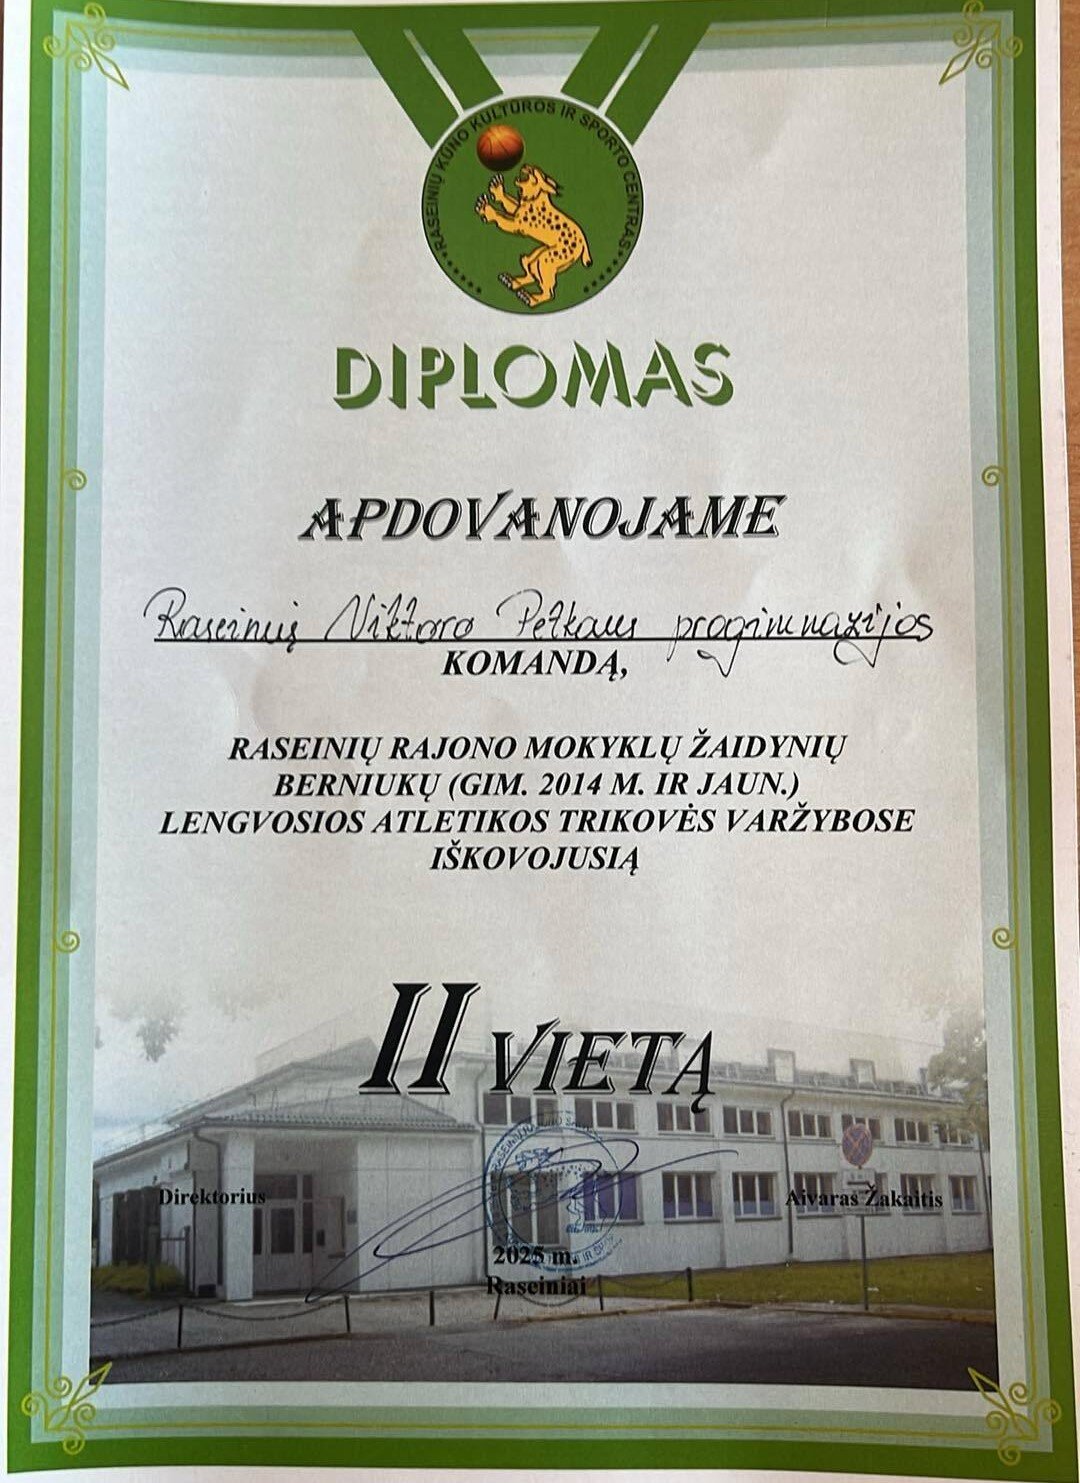 RASEINIŲ KŪNO KULTŪROS IR SPORTO CENTRAS
DIPLOMAS
APDOVANOJAME
Raseinių Viktoro Petkaus progimnazijos
KOMANDĄ,
RASEINIŲ RAJONO MOKYKLŲ ŽAIDYNIŲ
BERNIUKŲ (GIM. 2014 M. IR JAUN.)
LENGVOSIOS ATLETIKOS TRIKOVĖS VARŽYBOSE
IŠKOVOJUSIĄ
II VIETĄ
Direktorius Aivaras Žakaitis
2025 m.
Raseiniai